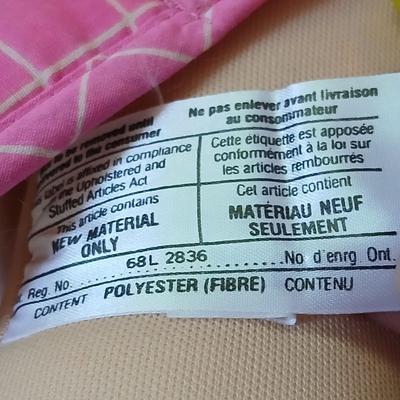 to be removed until
to the consumer
Ne pas enlever avant livraison
au consommateur
label is affixed in compliance
Upholstered and
Stuffed Articles Act
Cette étiquette est apposée
conformément à la loi sur
les articles rembourrés
This article contains
NEW MATERIAL
ONLY
Cet article contient
MATÉRIAU NEUF
SEULEMENT
Reg. No. 68L 2836 No d'enrg. Ont.
CONTENT POLYESTER (FIBRE) CONTENU